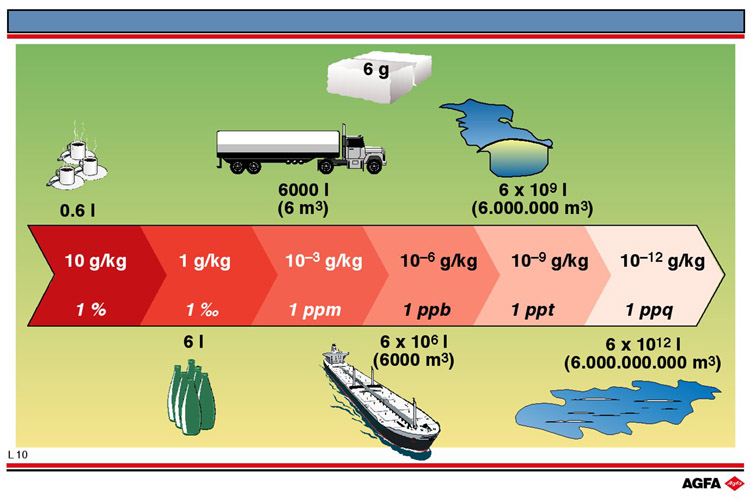 6 g
0.6 l
6000 l
(6 m³)
6 x 10⁹ l
(6.000.000 m³)
10 g/kg
1 g/kg
10⁻³ g/kg
10⁻⁶ g/kg
10⁻⁹ g/kg
10⁻¹² g/kg
1 %
1 ‰
1 ppm
1 ppb
1 ppt
1 ppq
6 l
6 x 10⁶ l
(6000 m³)
6 x 10¹² l
(6.000.000.000 m³)
L 10
AGFA
Agfa